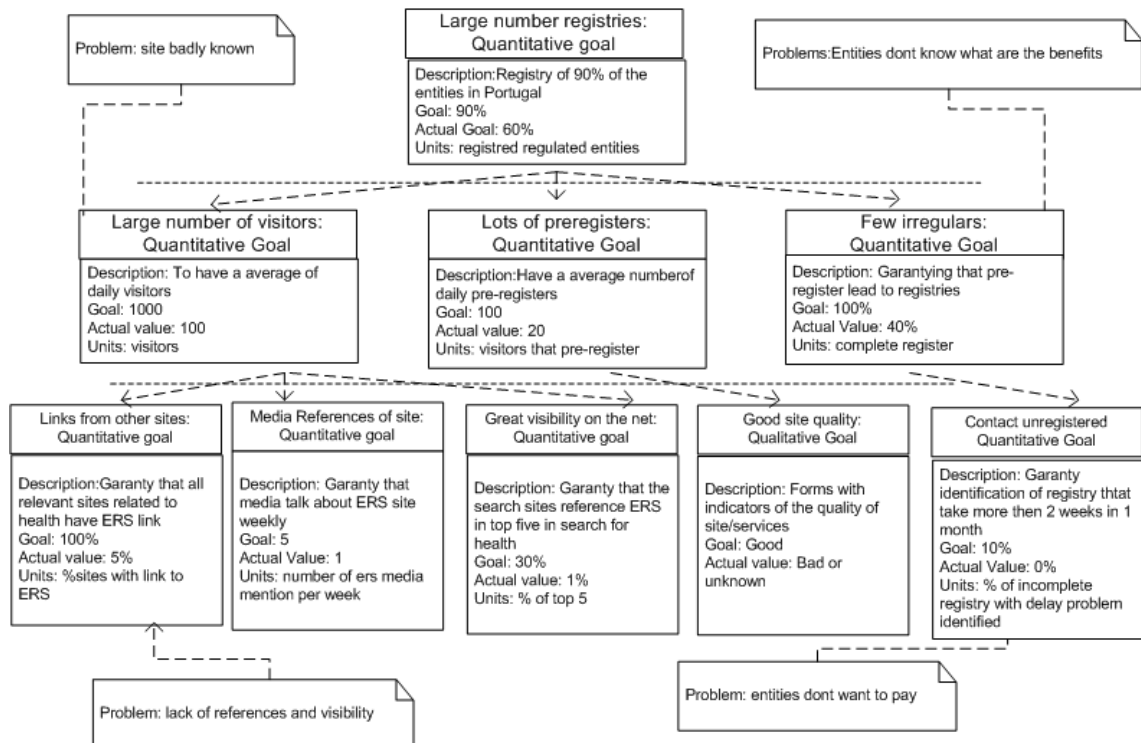 Problem: site badly known
Large number registries:
Quantitative goal
Description:Registry of 90% of the
entities in Portugal
Goal: 90%
Actual Goal: 60%
Units: registred regulated entities
Problems:Entities dont know what are the benefits
Large number of visitors:
Quantitative Goal
Description: To have a average of
daily visitors
Goal: 1000
Actual value: 100
Units: visitors
Lots of preregisters:
Quantitative Goal
Description:Have a average numberof
daily pre-registers
Goal: 100
Actual value: 20
Units: visitors that pre-register
Few irregulars:
Quantitative Goal
Description: Garantying that pre-
register lead to registries
Goal: 100%
Actual Value: 40%
Units: complete register
Links from other sites:
Quantitative goal
Description:Garanty that all
relevant sites related to
health have ERS link
Goal: 100%
Actual value: 5%
Units: %sites with link to
ERS
Media References of site:
Quantitative goal
Description: Garanty that
media talk about ERS site
weekly
Goal: 5
Actual Value: 1
Units: number of ers media
mention per week
Great visibility on the net:
Quantitative goal
Description: Garanty that the
search sites reference ERS
in top five in search for
health
Goal: 30%
Actual value: 1%
Units: % of top 5
Good site quality:
Qualitative Goal
Description: Forms with
indicators of the quality of
site/services
Goal: Good
Actual value: Bad or
unknown
Contact unregistered
Quantitative Goal
Description: Garanty
identification of registry thtat
take more then 2 weeks in 1
month
Goal: 10%
Actual Value: 0%
Units: % of incomplete
registry with delay problem
identified
Problem: lack of references and visibility
Problem: entities dont want to pay